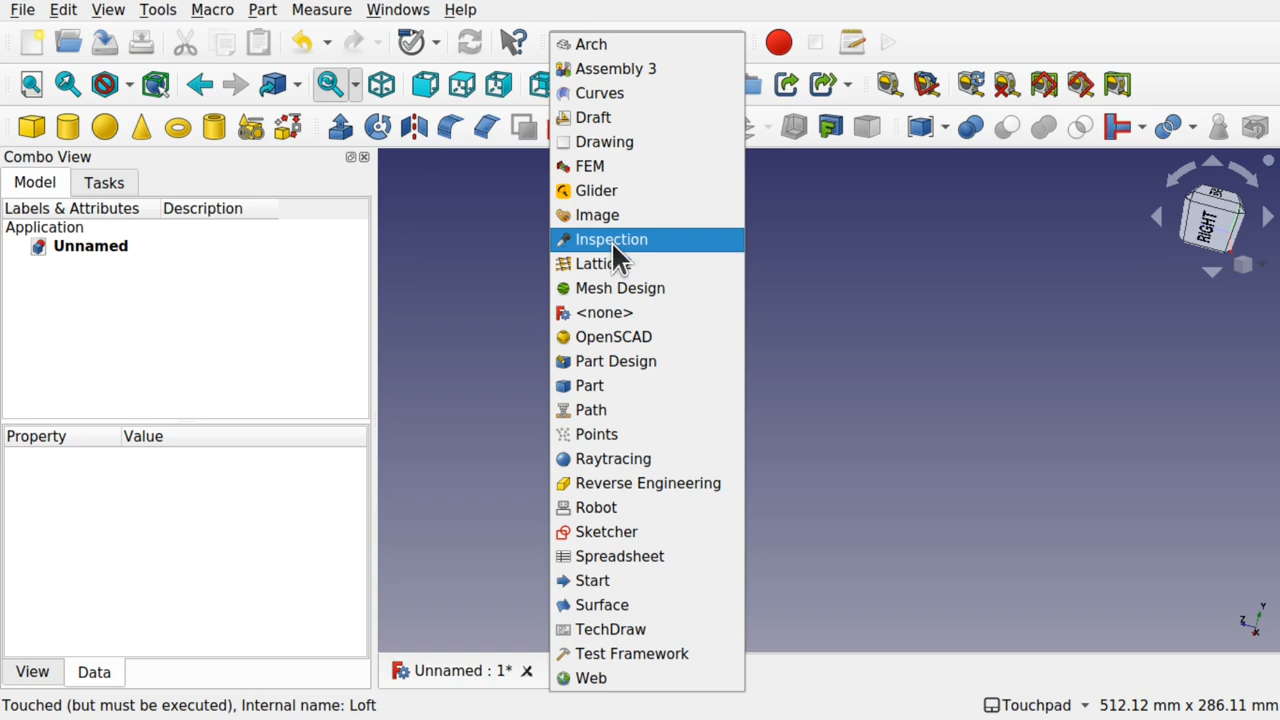 File Edit View Tools Macro Part Measure Windows Help
Combo View
Model Tasks
Labels & Attributes Description
Application
Unnamed
Property Value
View Data
Arch
Assembly 3
Curves
Draft
Drawing
FEM
Glider
Image
Inspection
Mesh Design
<none>
OpenSCAD
Part Design
Part
Path
Points
Raytracing
Reverse Engineering
Robot
Sketcher
Spreadsheet
Start
Surface
TechDraw
Test Framework
Web
RIGHT
Y
Z
X
Unnamed : 1*
Touched (but must be executed), Internal name: Loft
Touchpad 512.12 mm x 286.11 mm